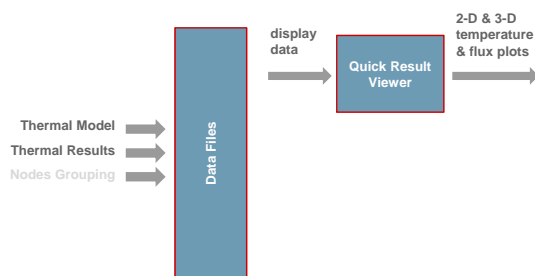 2-D & 3-D
temperature
& flux plots
display
data
Quick Result
Viewer
Thermal Model
Thermal Results
Nodes Grouping
Data Files